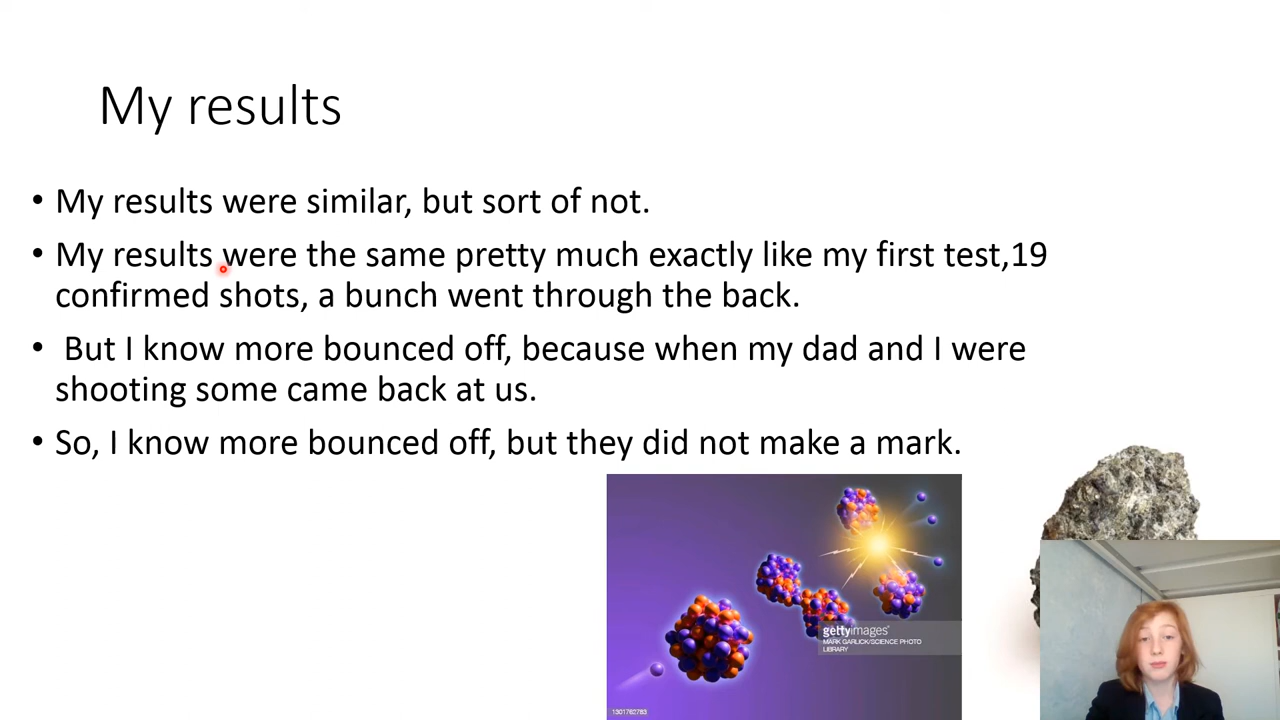 My results
• My results were similar, but sort of not.
• My results were the same pretty much exactly like my first test,19
confirmed shots, a bunch went through the back.
• But I know more bounced off, because when my dad and I were
shooting some came back at us.
• So, I know more bounced off, but they did not make a mark.
gettyimages®
MARK GARLICK/SCIENCE PHOTO
LIBRARY
1301762783